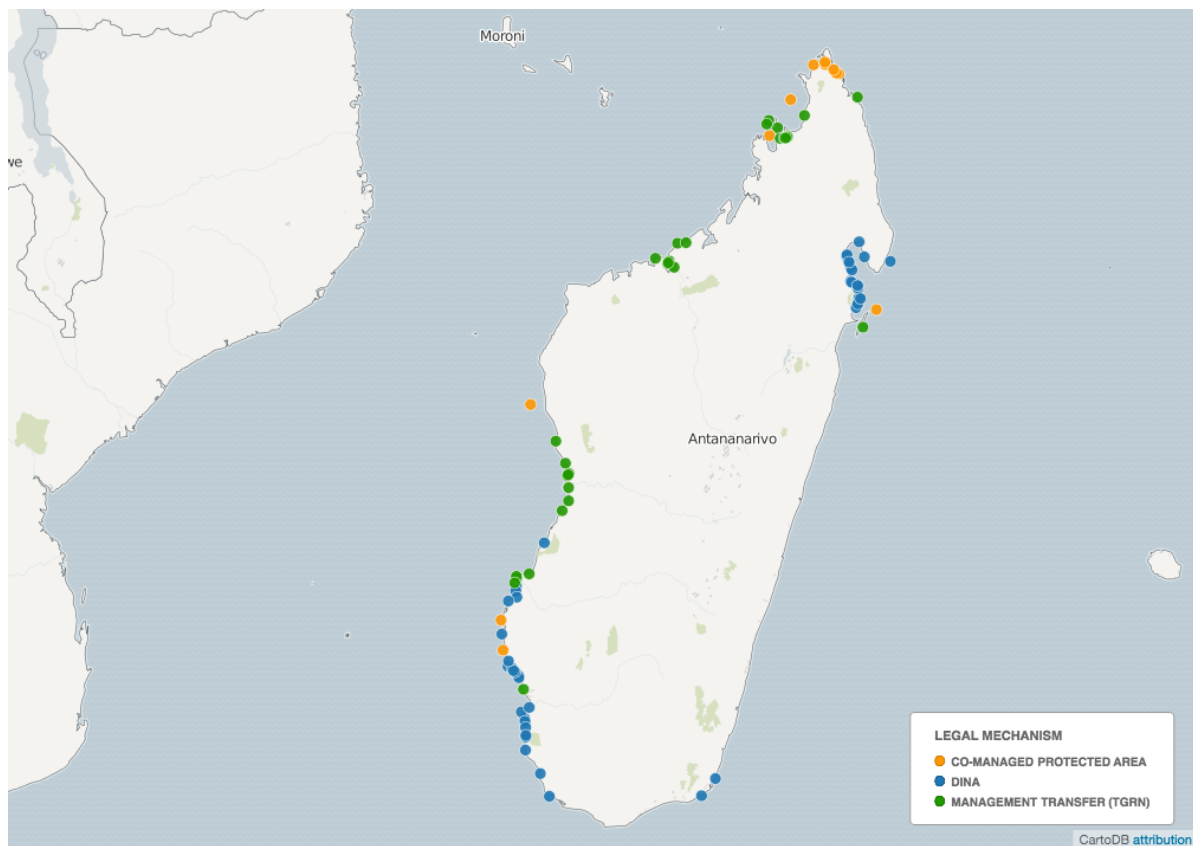 Moroni
we
Antananarivo
LEGAL MECHANISM
CO-MANAGED PROTECTED AREA
DINA
MANAGEMENT TRANSFER (TGRN)
CartoDB attribution